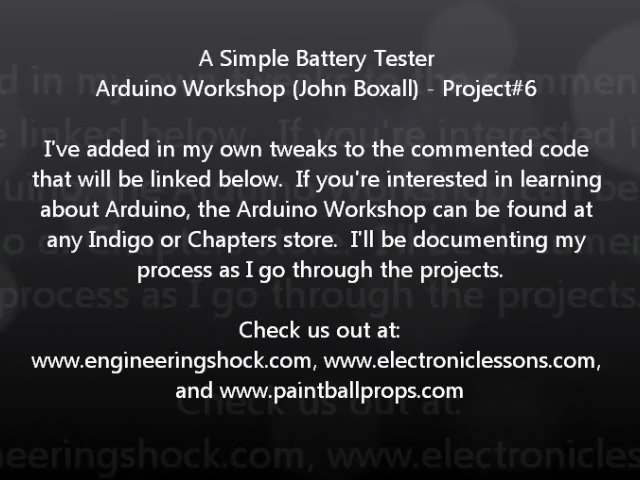 A Simple Battery Tester
Arduino Workshop (John Boxall) - Project#6
I've added in my own tweaks to the commented code
that will be linked below. If you're interested in learning
about Arduino, the Arduino Workshop can be found at
any Indigo or Chapters store. I'll be documenting my
process as I go through the projects.
Check us out at:
www.engineeringshock.com, www.electroniclessons.com,
and www.paintballprops.com